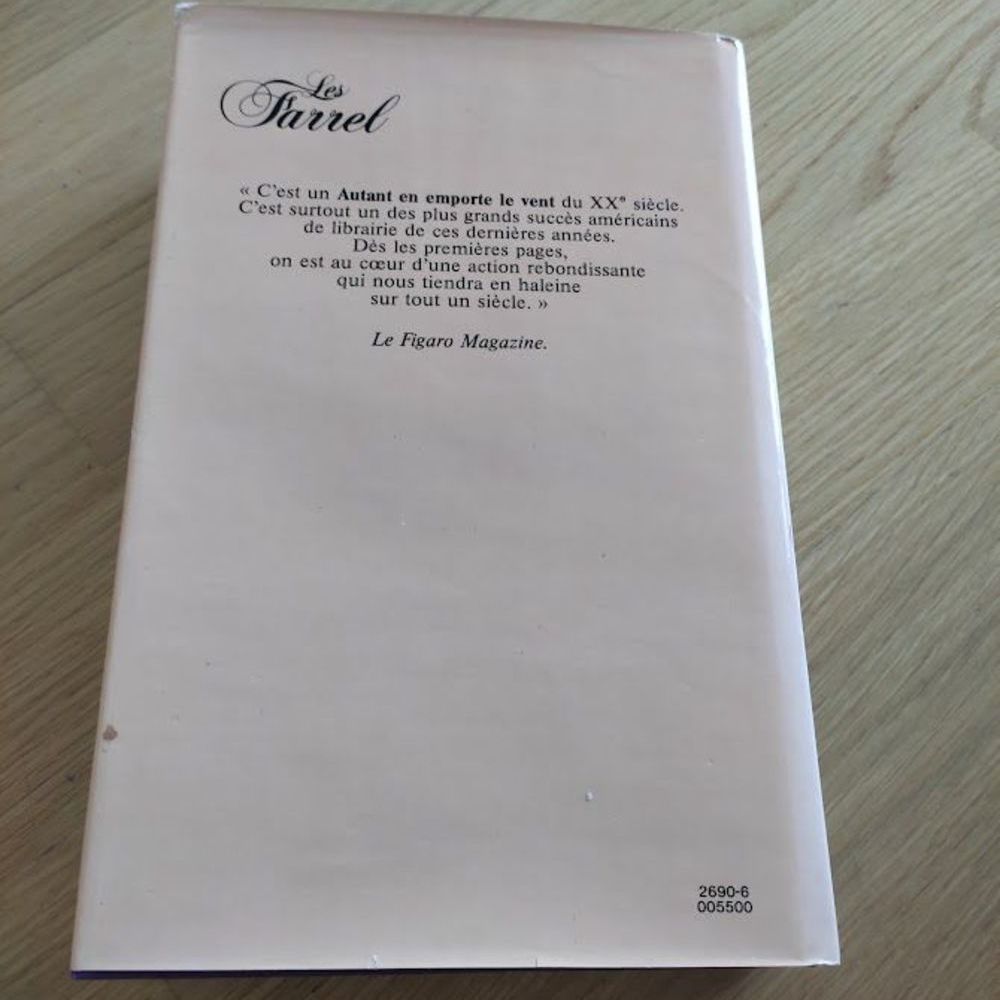 Les
Farrel
« C'est un Autant en emporte le vent du XXᵉ siècle.
C'est surtout un des plus grands succès américains
de librairie de ces dernières années.
Dès les premières pages,
on est au cœur d'une action rebondissante
qui nous tiendra en haleine
sur tout un siècle. »
Le Figaro Magazine.
2690-6
005500